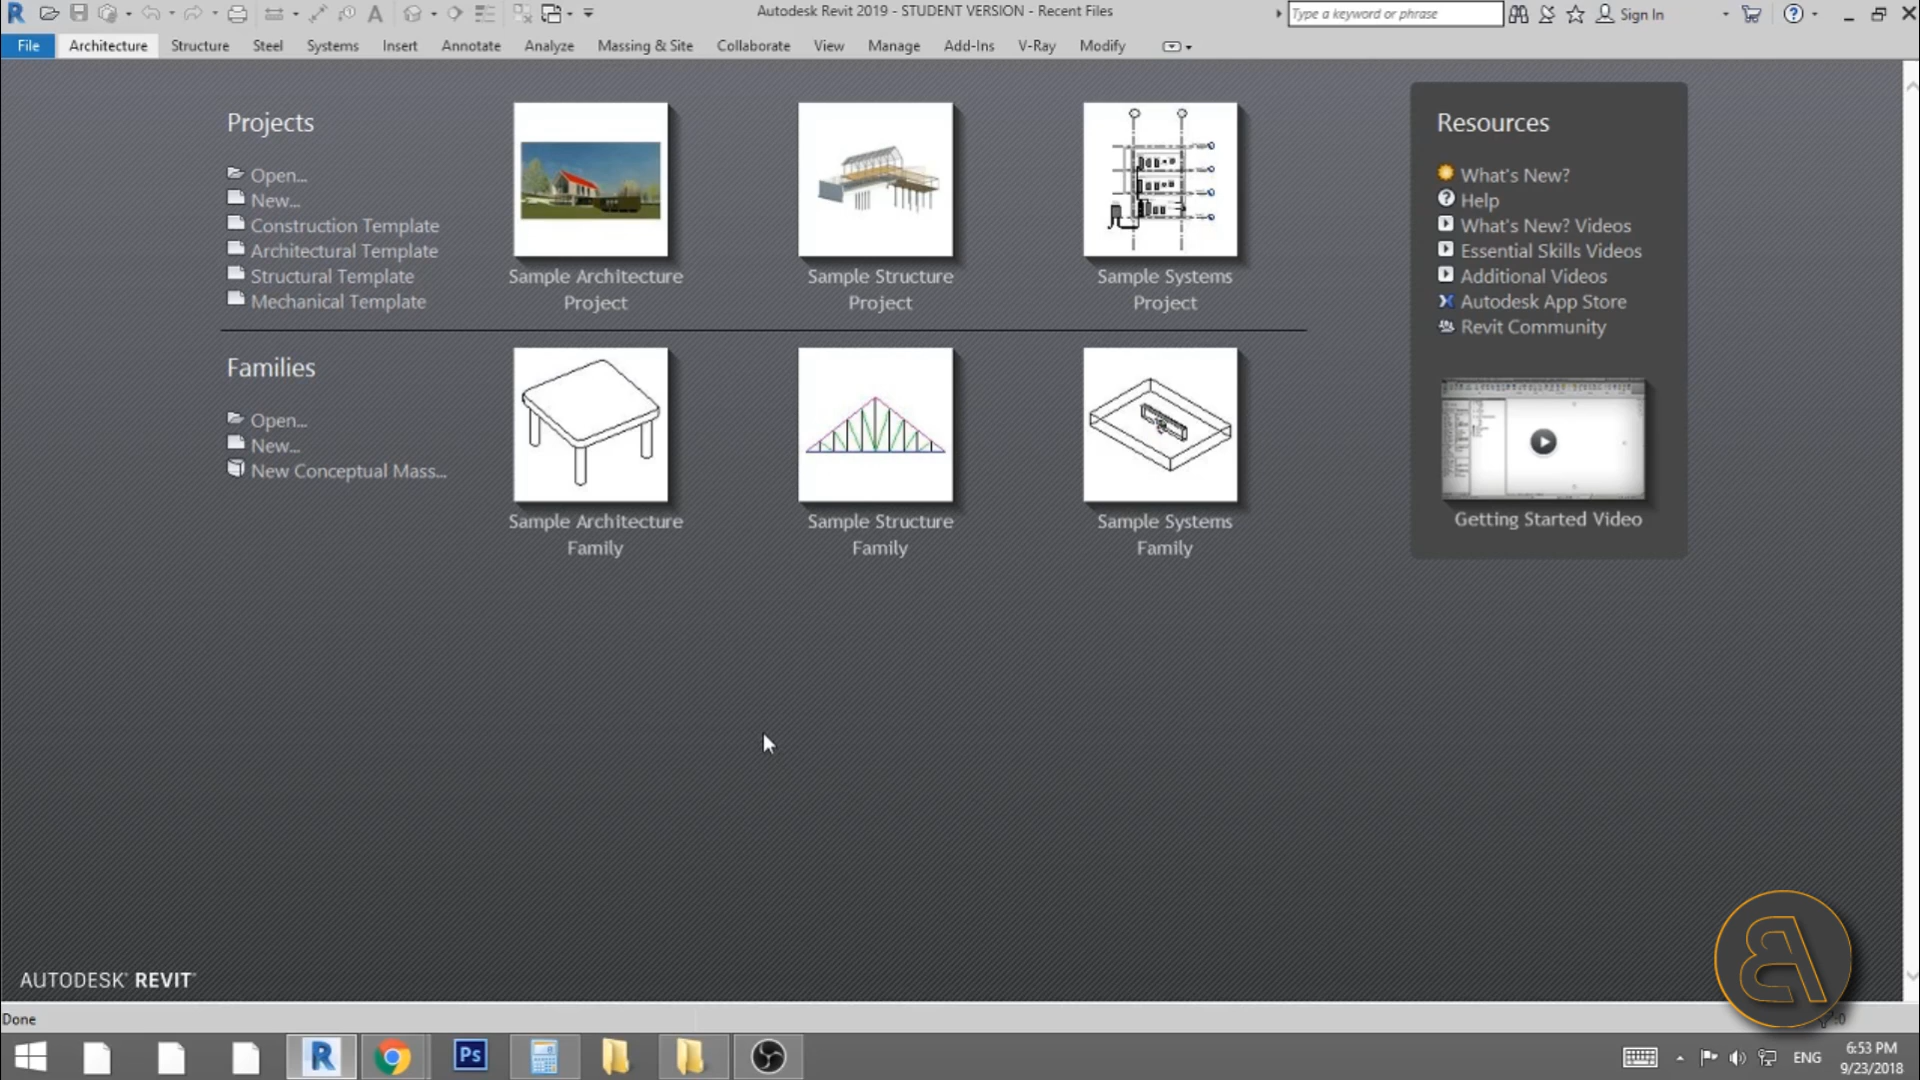 Autodesk Revit 2019 - STUDENT VERSION - Recent Files
Type a keyword or phrase
Sign In
File Architecture Structure Steel Systems Insert Annotate Analyze Massing & Site Collaborate View Manage Add-Ins V-Ray Modify
Projects
Open...
New...
Construction Template
Architectural Template
Structural Template
Mechanical Template
Sample Architecture
Project
Sample Structure
Project
Sample Systems
Project
Families
Open...
New...
New Conceptual Mass...
Sample Architecture
Family
Sample Structure
Family
Sample Systems
Family
Resources
What's New?
Help
What's New? Videos
Essential Skills Videos
Additional Videos
Autodesk App Store
Revit Community
Getting Started Video
AUTODESK® REVIT®
Done
:0
R
Ps
ENG
6:53 PM
9/23/2018